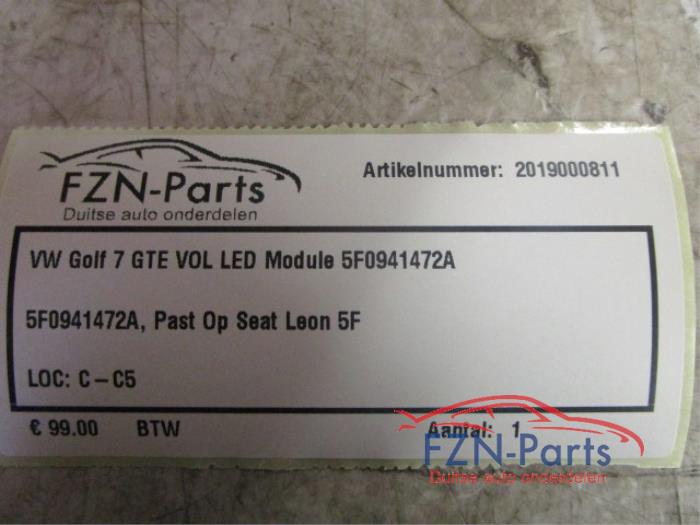 FZN-Parts
Duitse auto onderdelen
Artikelnummer: 2019000811
VW Golf 7 GTE VOL LED Module 5F0941472A
5F0941472A, Past Op Seat Leon 5F
LOC: C-C5
€ 99.00 BTW Aantal: 1
FZN-Parts
Duitse auto onderdelen